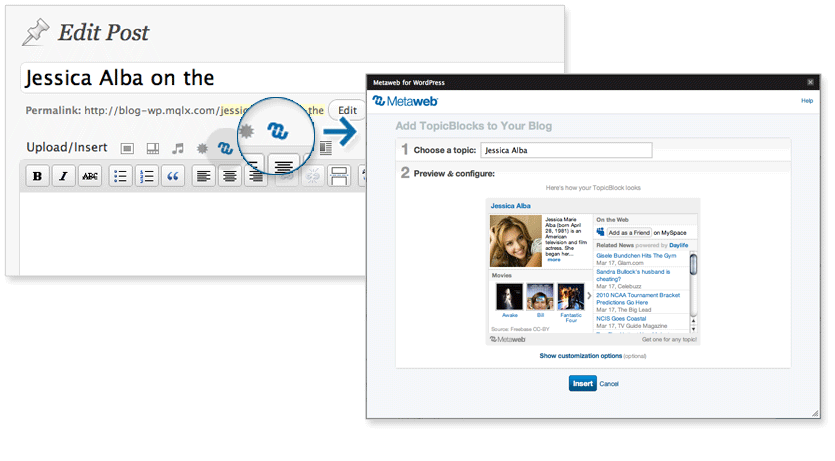 Edit Post
Jessica Alba on the
Permalink: http://blog-wp.mqlx.com/jessic the Edit
Upload/Insert
B I ABC
Metaweb for WordPress
Metaweb Help
Add TopicBlocks to Your Blog
1 Choose a topic: Jessica Alba
2 Preview & configure:
Here's how your TopicBlock looks
Jessica Alba
Jessica Marie
Alba (born April
28, 1981) is an
American
television and film
actress. She
began her...
more
Movies
Awake
Bill
Fantastic
Four
Source: Freebase CC-BY
On the Web
Add as a Friend on MySpace
Related News powered by Daylife
Gisele Bundchen Hits The Gym
Mar 17, Glam.com
Sandra Bullock's husband is
cheating?
Mar 17, Celebuzz
2010 NCAA Tournament Bracket
Predictions Go Here
Mar 17, The Big Lead
NCIS Goes Coastal
Mar 17, TV Guide Magazine
Metaweb Get one for any topic!
Show customization options (optional)
Insert Cancel